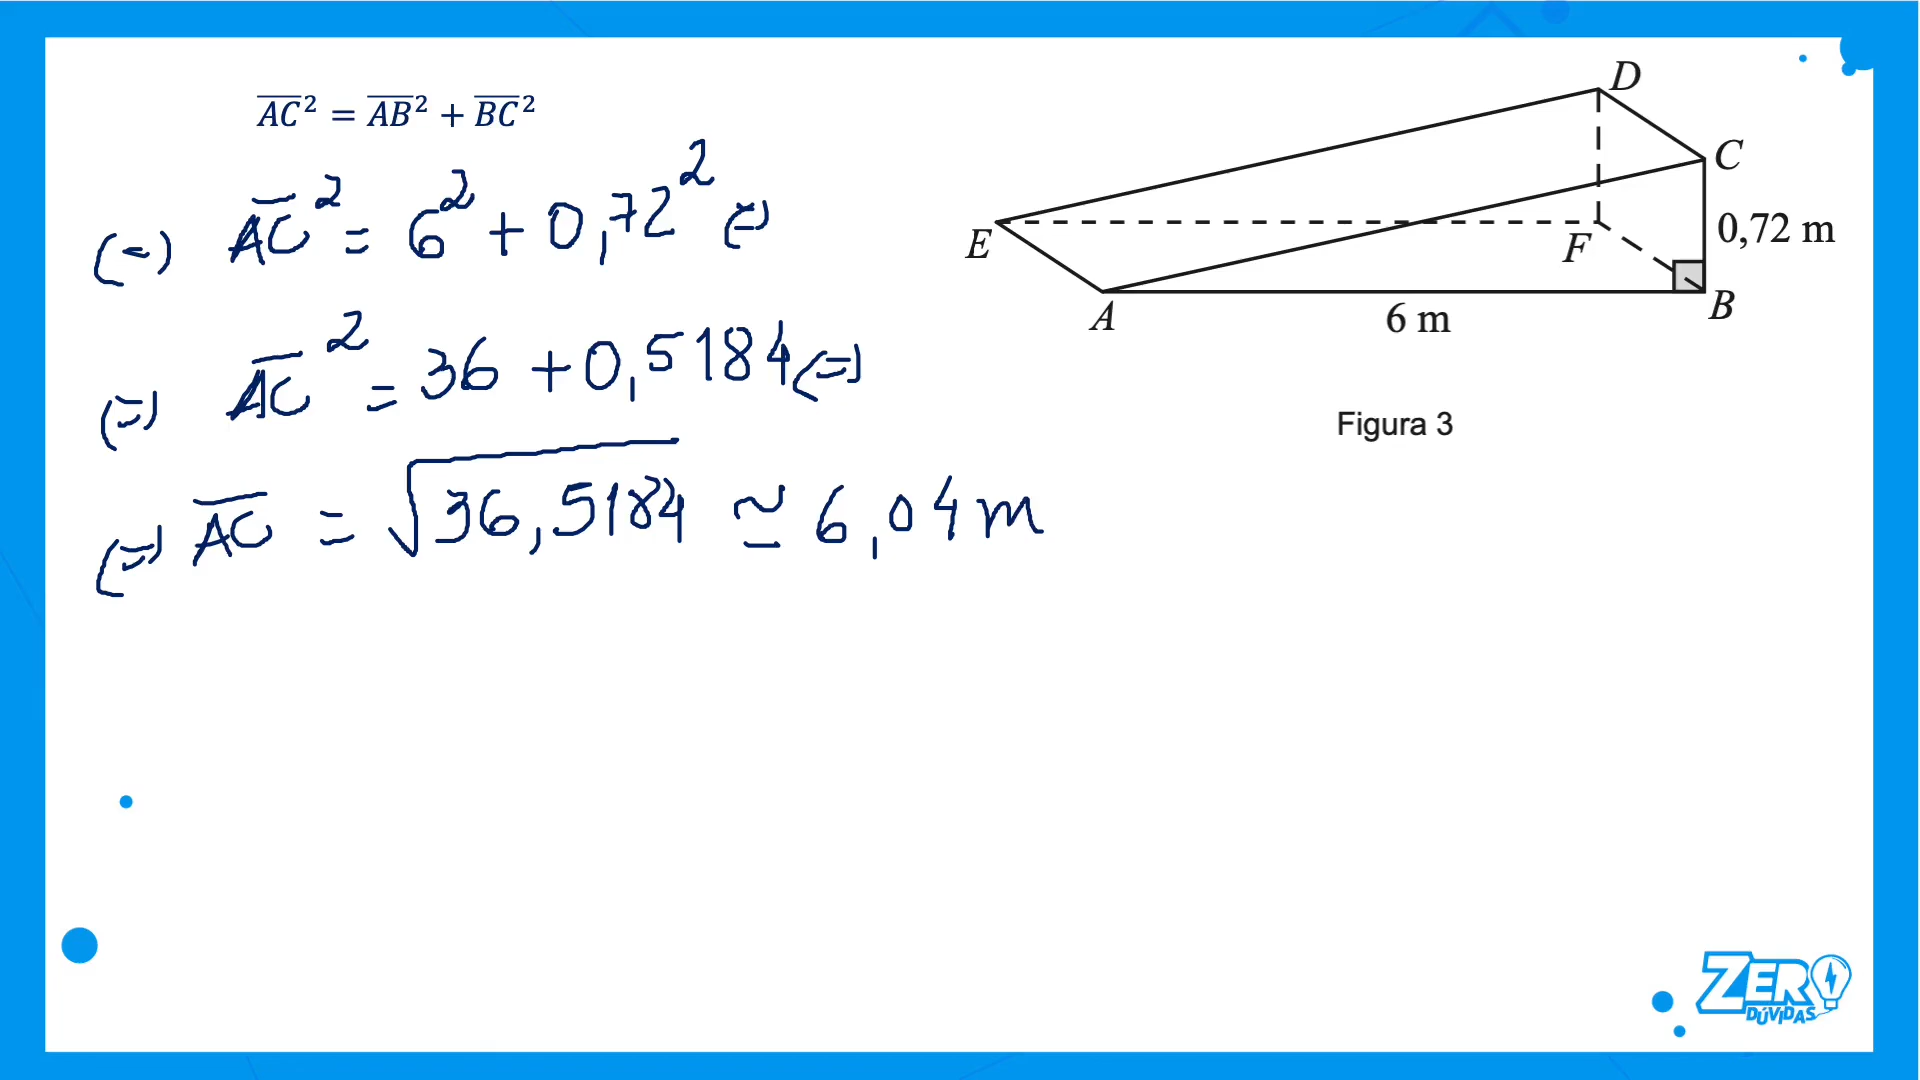 AC² = AB² + BC²
(=) AC² = 6² + 0,72² (=)
(=) AC² = 36 + 0,5184 (=)
(=) AC = √36,5184 ≃ 6,04 m
D
C
0,72 m
E
F
B
A
6 m
Figura 3
ZERO
DÚVIDAS